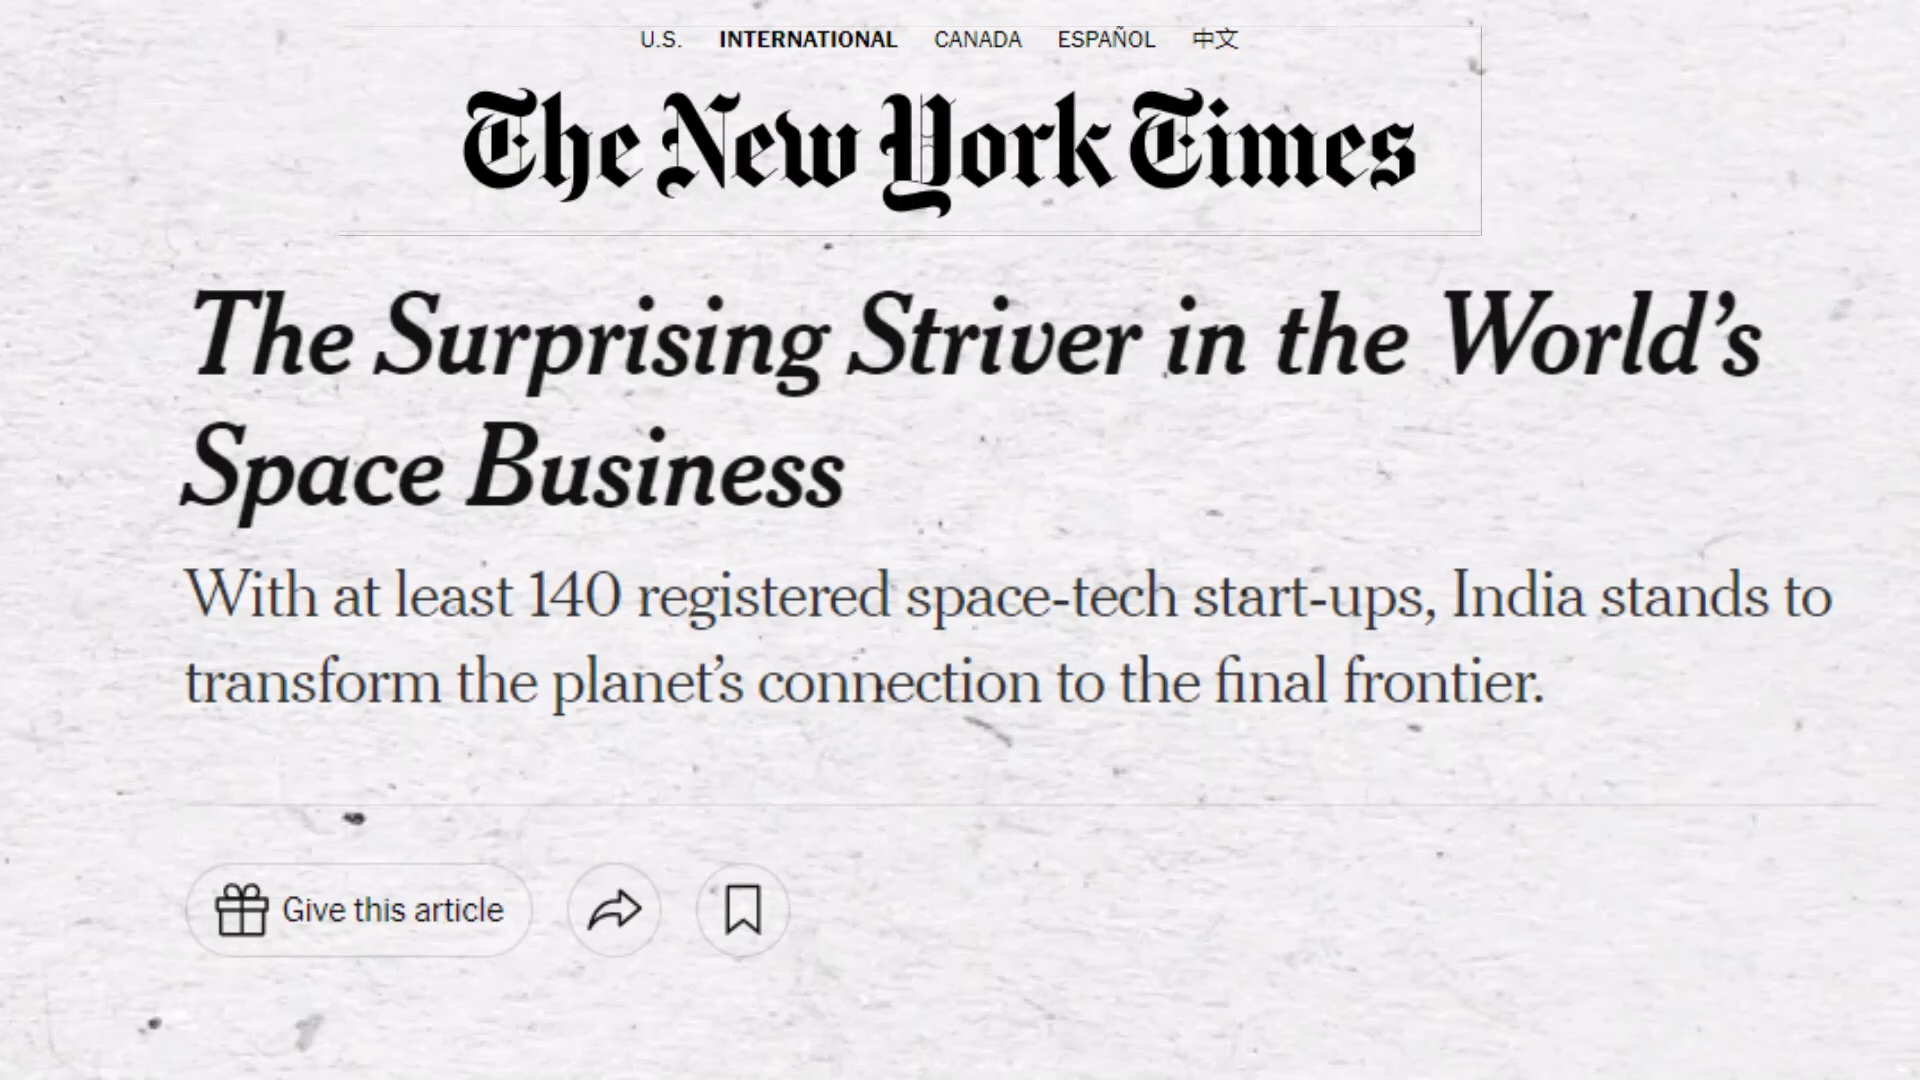 U.S. INTERNATIONAL CANADA ESPAÑOL 中文
The New York Times
The Surprising Striver in the World’s
Space Business
With at least 140 registered space-tech start-ups, India stands to
transform the planet’s connection to the final frontier.
Give this article